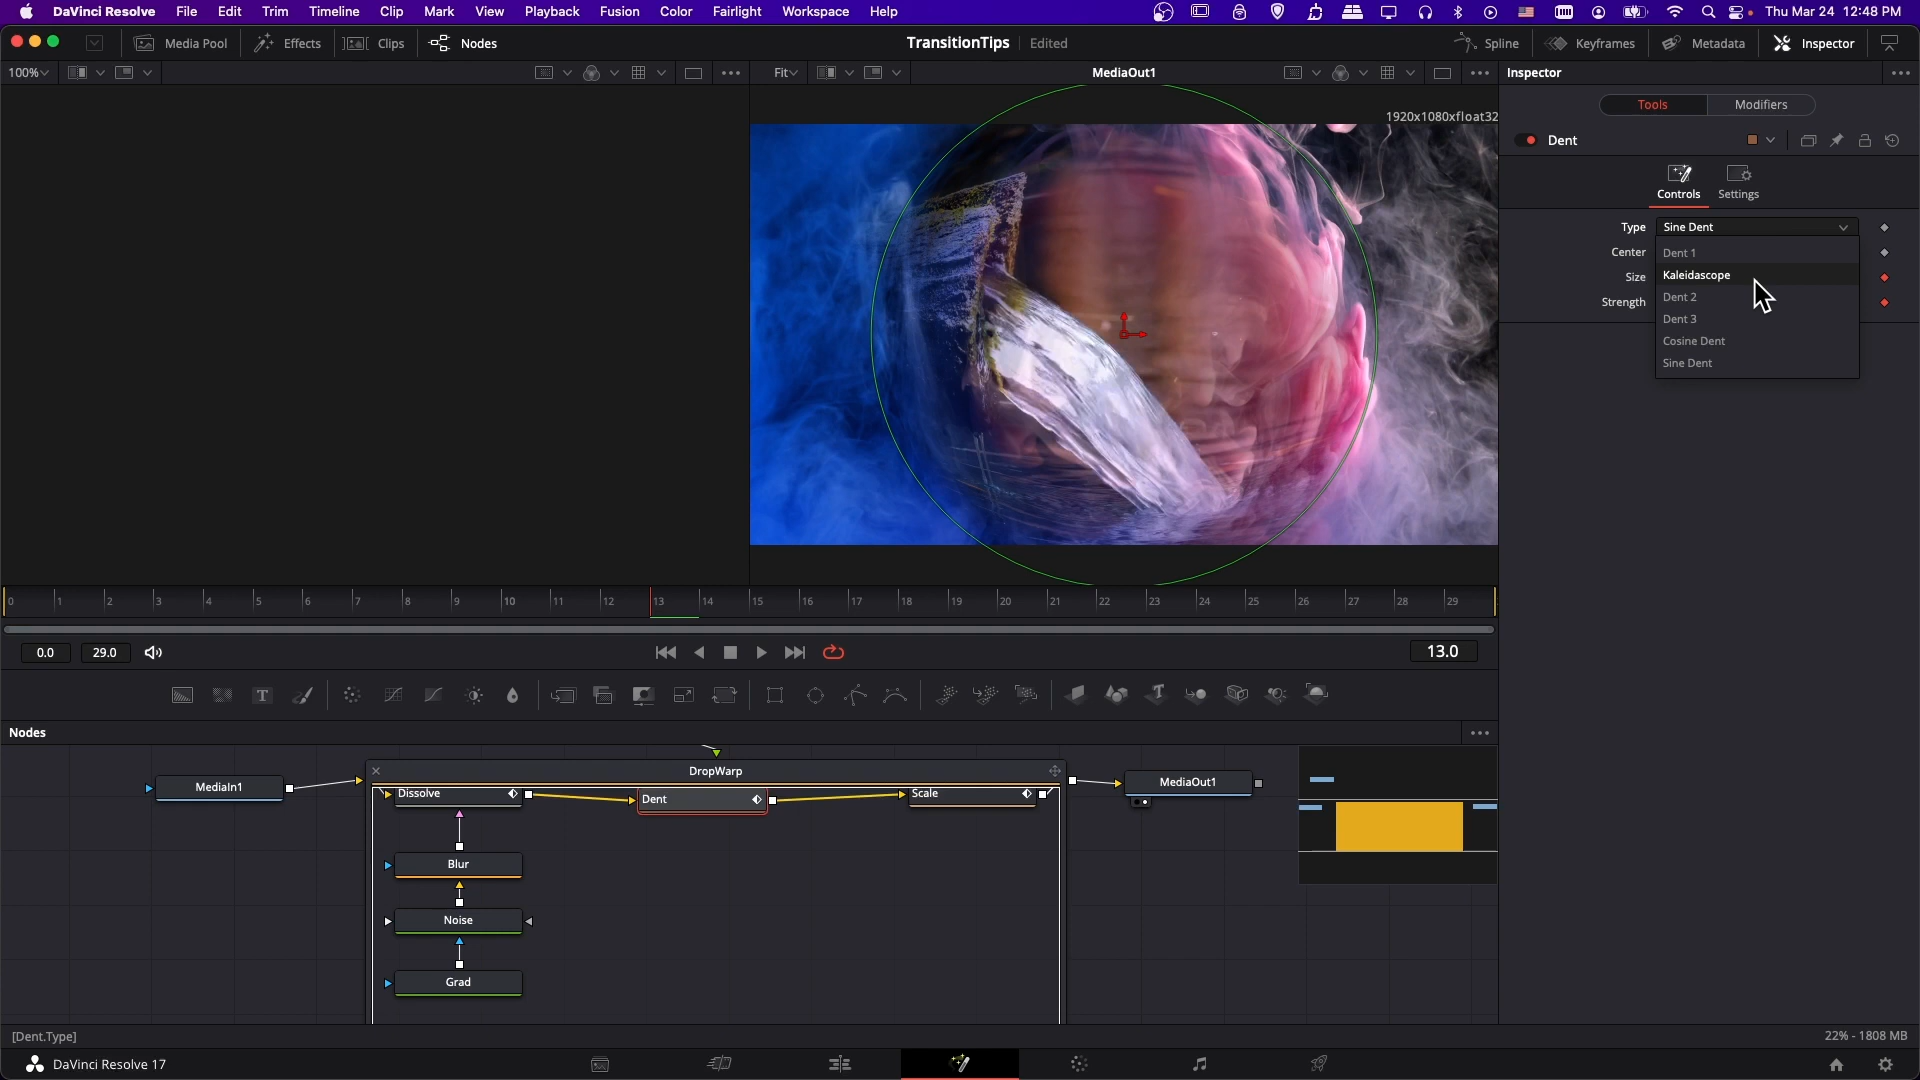 DaVinci Resolve File Edit Trim Timeline Clip Mark View Playback Fusion Color Fairlight Workspace Help Thu Mar 24 12:48 PM
Media Pool Effects Clips Nodes TransitionTips Edited Spline Keyframes Metadata Inspector
100% Fit MediaOut1 Inspector
Tools Modifiers
1920x1080xfloat32
Dent
Controls Settings
Type Sine Dent
Center Dent 1
Size Kaleidascope
Dent 2
Strength
Dent 3
Cosine Dent
Sine Dent
0 1 2 3 4 5 6 7 8 9 10 11 12 13 14 15 16 17 18 19 20 21 22 23 24 25 26 27 28 29
0.0 29.0 13.0
Nodes
DropWarp
MediaIn1 Dissolve Dent Scale MediaOut1
Blur
Noise
Grad
[Dent.Type] 22% - 1808 MB
DaVinci Resolve 17